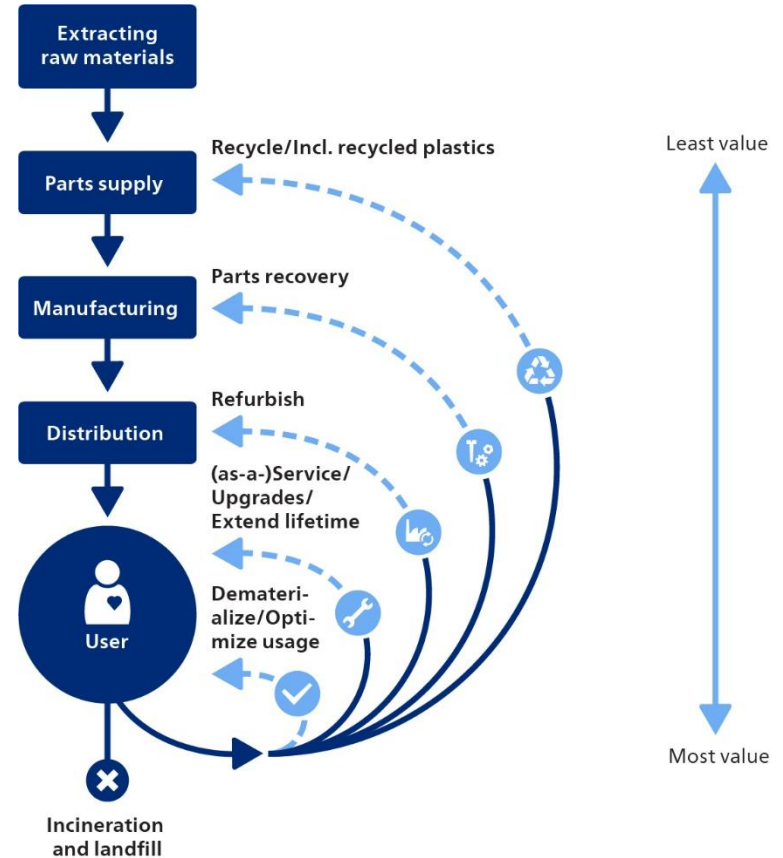 Extracting
raw materials
Recycle/Incl. recycled plastics
Least value
Parts supply
Parts recovery
Manufacturing
Refurbish
Distribution
(as-a-)Service/
Upgrades/
Extend lifetime
Demateri-
alize/Opti-
mize usage
User
Most value
Incineration
and landfill